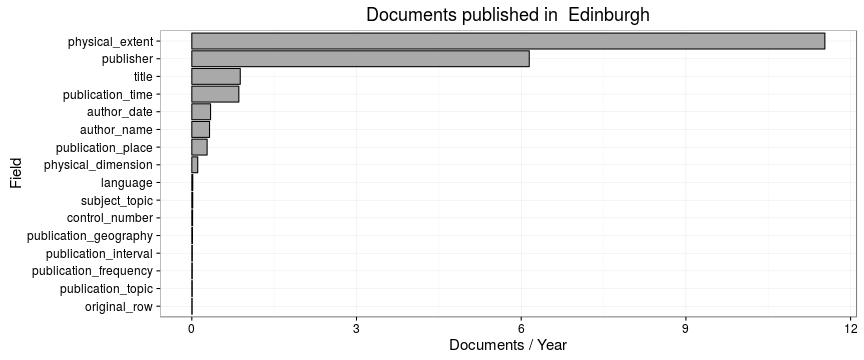 Documents published in  Edinburgh
Field
physical_extent
publisher
title
publication_time
author_date
author_name
publication_place
physical_dimension
language
subject_topic
control_number
publication_geography
publication_interval
publication_frequency
publication_topic
original_row
0 3 6 9 12
Documents / Year